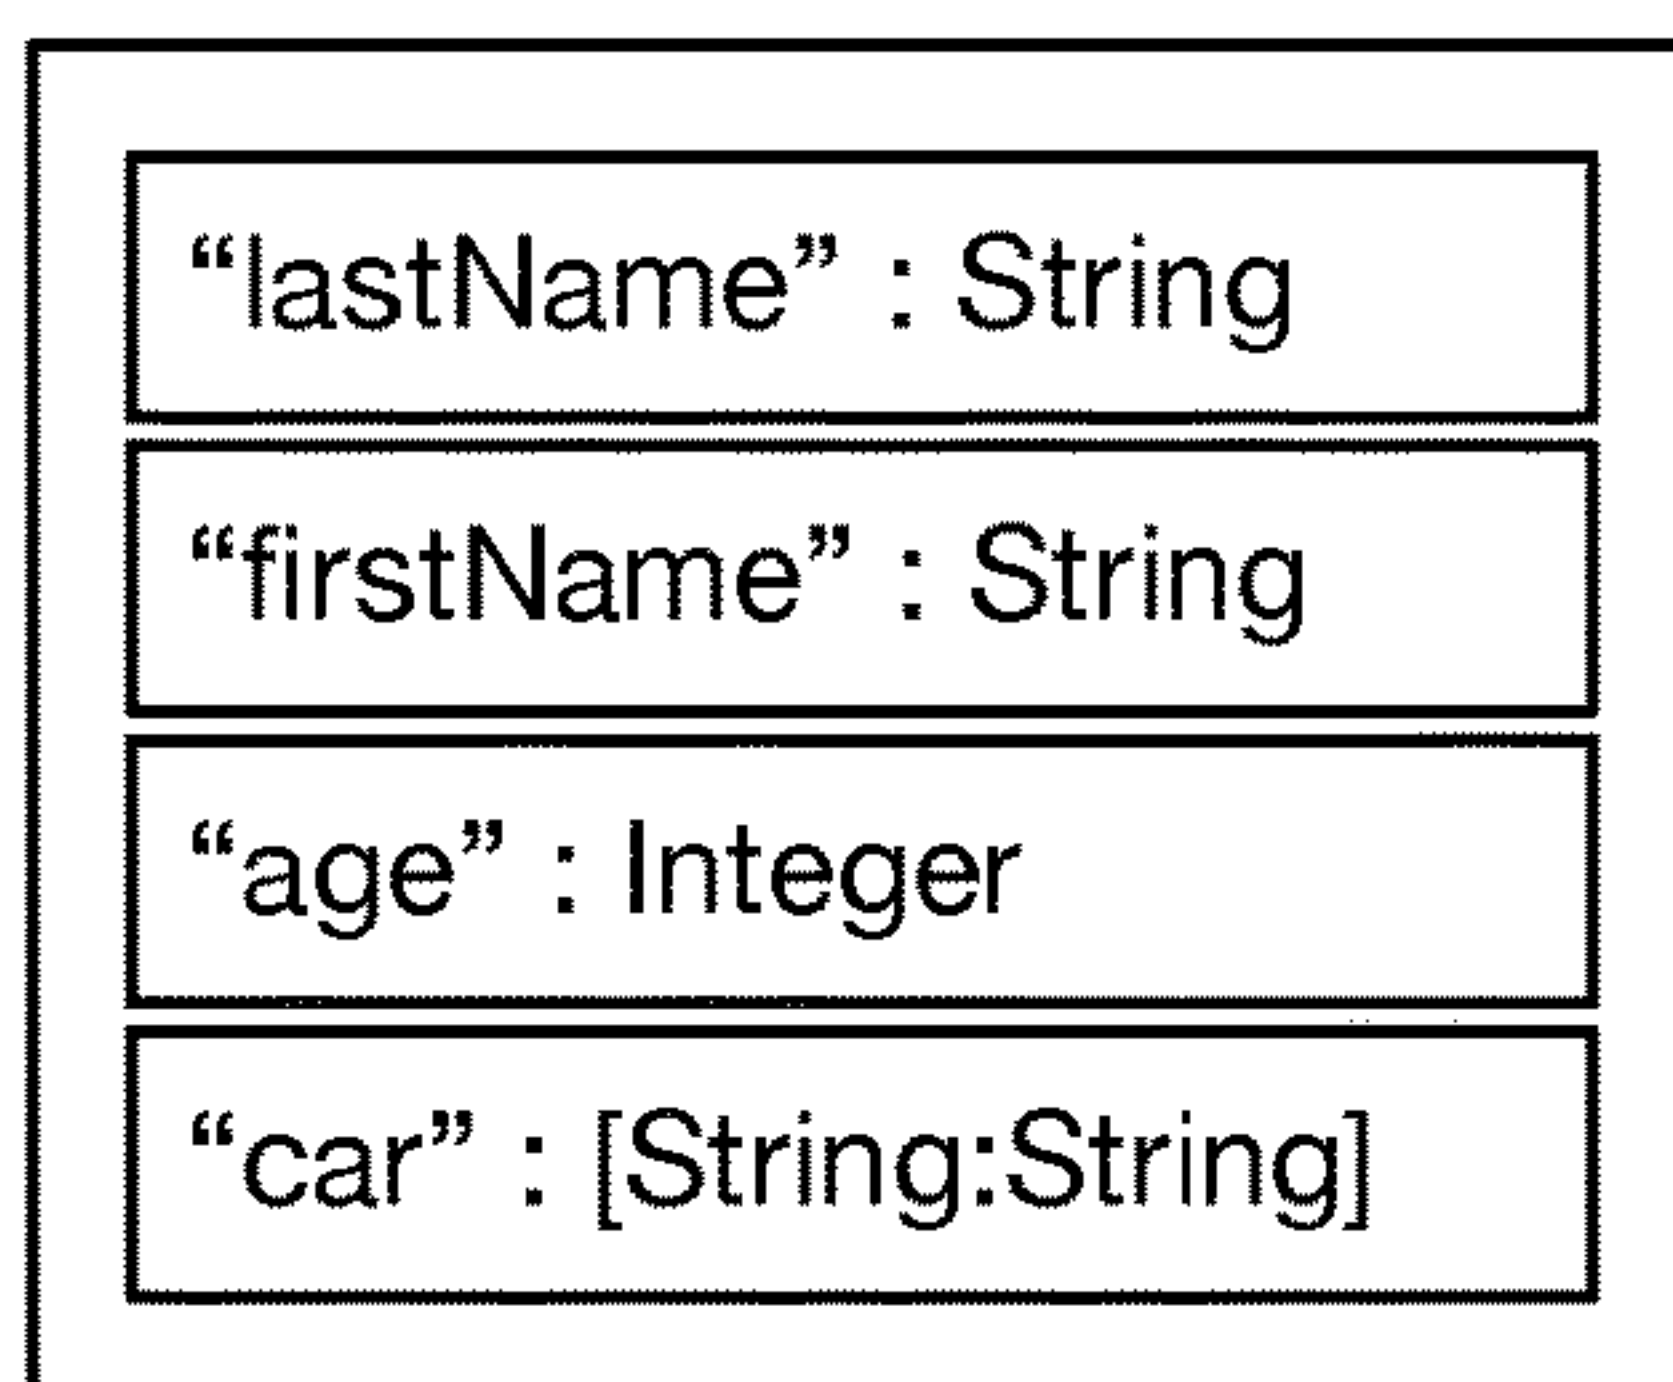 “lastName” : String
“firstName” : String
“age” : Integer
“car” : [String:String]